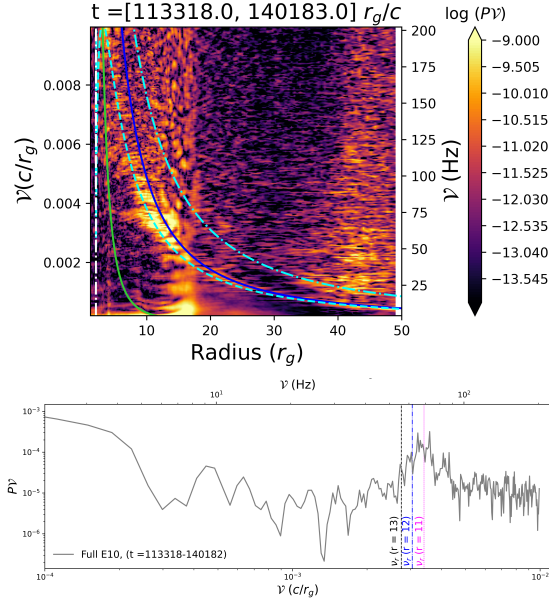 t =[113318.0, 140183.0] r_g/c
log (P𝒱)
0.008
0.006
0.004
0.002
𝒱(c/r_g)
10 20 30 40 50
Radius (r_g)
200
175
150
125
100
75
50
25
𝒱 (Hz)
−9.000
−9.505
−10.010
−10.515
−11.020
−11.525
−12.030
−12.535
−13.040
−13.545
𝒱 (Hz)
10^1 10^2
10^−3
10^−4
10^−5
10^−6
P𝒱
ν_r (r = 13)
ν_r (r = 12)
ν_r (r = 11)
Full E10, (t =113318-140182)
10^−4 10^−3 10^−2
𝒱 (c/r_g)